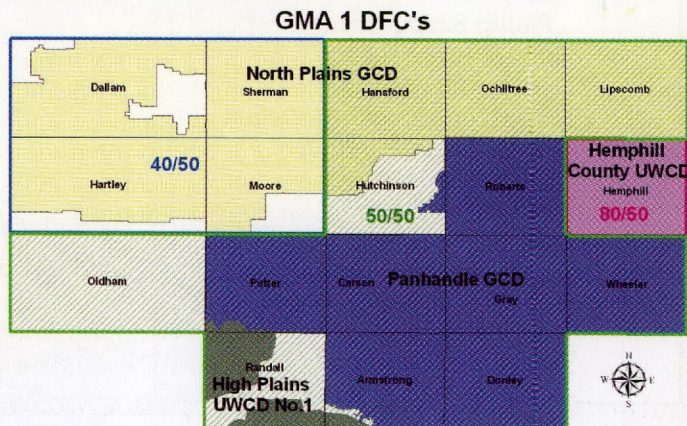 GMA 1 DFC's
North Plains GCD
Dallam
Sherman
Hansford
Ochiltree
Lipscomb
40/50
Hartley
Moore
Hutchinson
50/50
Roberts
Hemphill
County UWCD
Hemphill
80/50
Oldham
Potter
Carson
Panhandle GCD
Gray
Wheeler
Randall
High Plains
UWCD No.1
Armstrong
Donley
N
W E
S